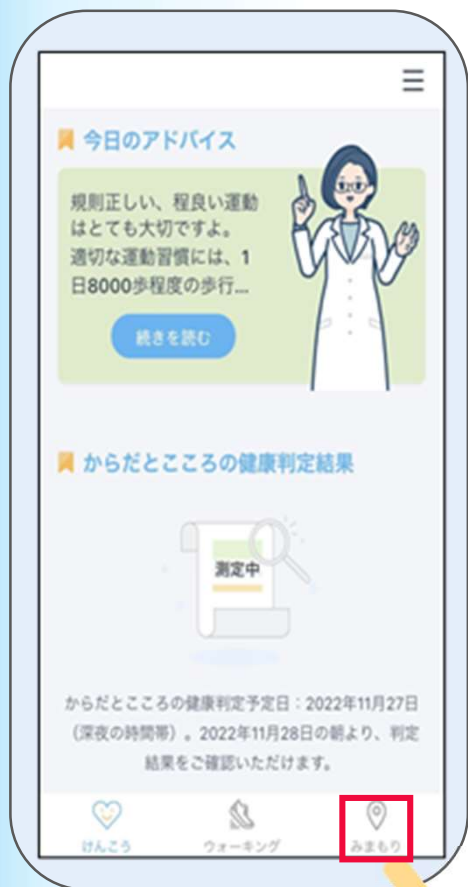 今日のアドバイス
規則正しい、程良い運動
はとても大切ですよ。
適切な運動習慣には、1
日8000歩程度の歩行...
続きを読む
からだとこころの健康判定結果
測定中
からだとこころの健康判定予定日：2022年11月27日
（深夜の時間帯）。2022年11月28日の朝より、判定
結果をご確認いただけます。
けんこう
ウォーキング
みまもり